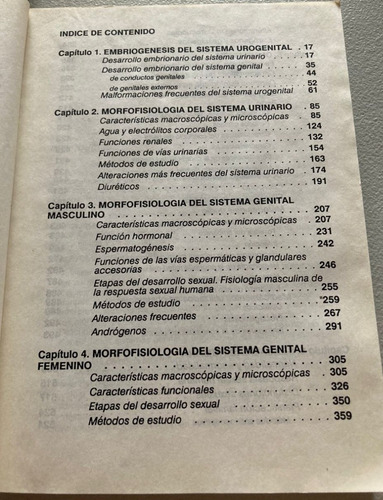 INDICE DE CONTENIDO
Capítulo 1. EMBRIOGENESIS DEL SISTEMA UROGENITAL . 17
Desarrollo embrionario del sistema urinario . . . . . . 17
Desarrollo embrionario del sistema genital . . . . . . 35
de conductos genitales 44
de genitales externos 52
Malformaciones frecuentes del sistema urogenital 61
Capítulo 2. MORFOFISIOLOGIA DEL SISTEMA URINARIO . 85
Características macroscópicas y microscópicas . . 85
Agua y electrólitos corporales . . . . . . . . . . . 124
Funciones renales . . . . . . . . . . . . . . . . 132
Funciones de vías urinarias . . . . . . . . . . . . 154
Métodos de estudio . . . . . . . . . . . . . . . 163
Alteraciones más frecuentes del sistema urinario . 174
Diuréticos . . . . . . . . . . . . . . . . . . . 191
Capítulo 3. MORFOFISIOLOGIA DEL SISTEMA GENITAL
MASCULINO . . . . . . . . . . . . . . . . . . . . . 207
Características macroscópicas y microscópicas . . 207
Función hormonal . . . . . . . . . . . . . . . . 231
Espermatogénesis . . . . . . . . . . . . . . . . 242
Funciones de las vías espermáticas y glandulares
accesorias . . . . . . . . . . . . . . . . . . . 246
Etapas del desarrollo sexual. Fisiología masculina de
la respuesta sexual humana . . . . . . . . . . . 255
Métodos de estudio . . . . . . . . . . . . . . . 259
Alteraciones frecuentes . . . . . . . . . . . . . 267
Andrógenos . . . . . . . . . . . . . . . . . . . 291
Capítulo 4. MORFOFISIOLOGIA DEL SISTEMA GENITAL
FEMENINO . . . . . . . . . . . . . . . . . . . . . 305
Características macroscópicas y microscópicas . 305
Características funcionales . . . . . . . . . . . 326
Etapas del desarrollo sexual . . . . . . . . . . . 350
Métodos de estudio . . . . . . . . . . . . . . . 359